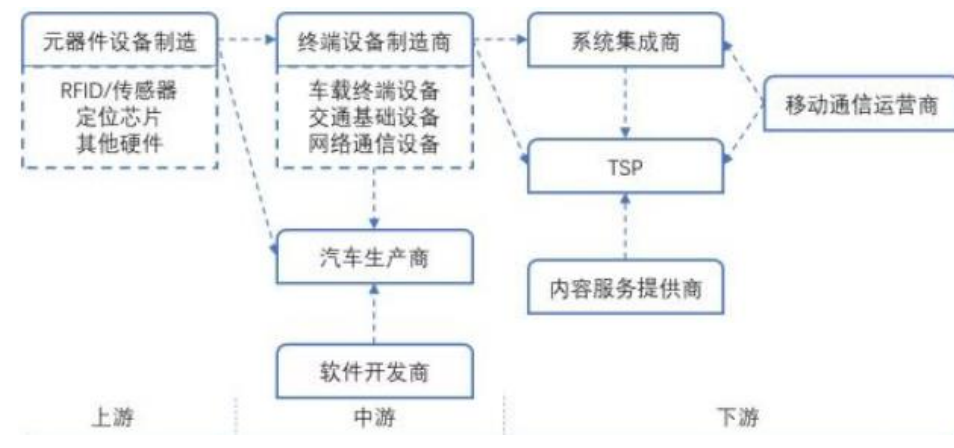 元器件设备制造
RFID/传感器
定位芯片
其他硬件
终端设备制造商
车载终端设备
交通基础设备
网络通信设备
系统集成商
移动通信运营商
TSP
汽车生产商
内容服务提供商
软件开发商
上游
中游
下游